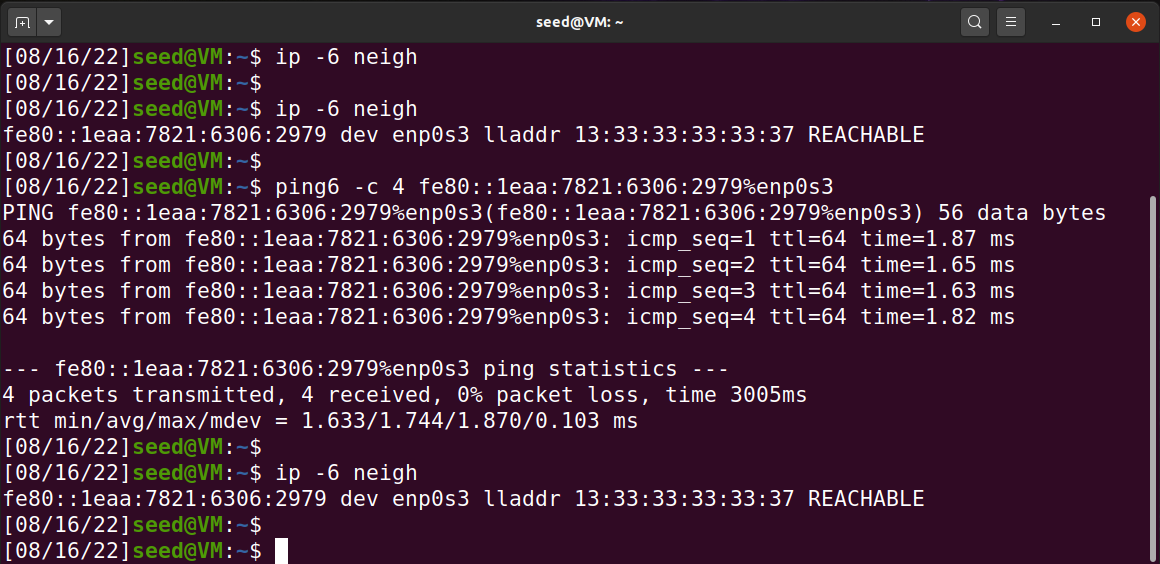 seed@VM: ~
[08/16/22]seed@VM:~$ ip -6 neigh
[08/16/22]seed@VM:~$
[08/16/22]seed@VM:~$ ip -6 neigh
fe80::1eaa:7821:6306:2979 dev enp0s3 lladdr 13:33:33:33:33:37 REACHABLE
[08/16/22]seed@VM:~$
[08/16/22]seed@VM:~$ ping6 -c 4 fe80::1eaa:7821:6306:2979%enp0s3
PING fe80::1eaa:7821:6306:2979%enp0s3(fe80::1eaa:7821:6306:2979%enp0s3) 56 data bytes
64 bytes from fe80::1eaa:7821:6306:2979%enp0s3: icmp_seq=1 ttl=64 time=1.87 ms
64 bytes from fe80::1eaa:7821:6306:2979%enp0s3: icmp_seq=2 ttl=64 time=1.65 ms
64 bytes from fe80::1eaa:7821:6306:2979%enp0s3: icmp_seq=3 ttl=64 time=1.63 ms
64 bytes from fe80::1eaa:7821:6306:2979%enp0s3: icmp_seq=4 ttl=64 time=1.82 ms
--- fe80::1eaa:7821:6306:2979%enp0s3 ping statistics ---
4 packets transmitted, 4 received, 0% packet loss, time 3005ms
rtt min/avg/max/mdev = 1.633/1.744/1.870/0.103 ms
[08/16/22]seed@VM:~$
[08/16/22]seed@VM:~$ ip -6 neigh
fe80::1eaa:7821:6306:2979 dev enp0s3 lladdr 13:33:33:33:33:37 REACHABLE
[08/16/22]seed@VM:~$
[08/16/22]seed@VM:~$